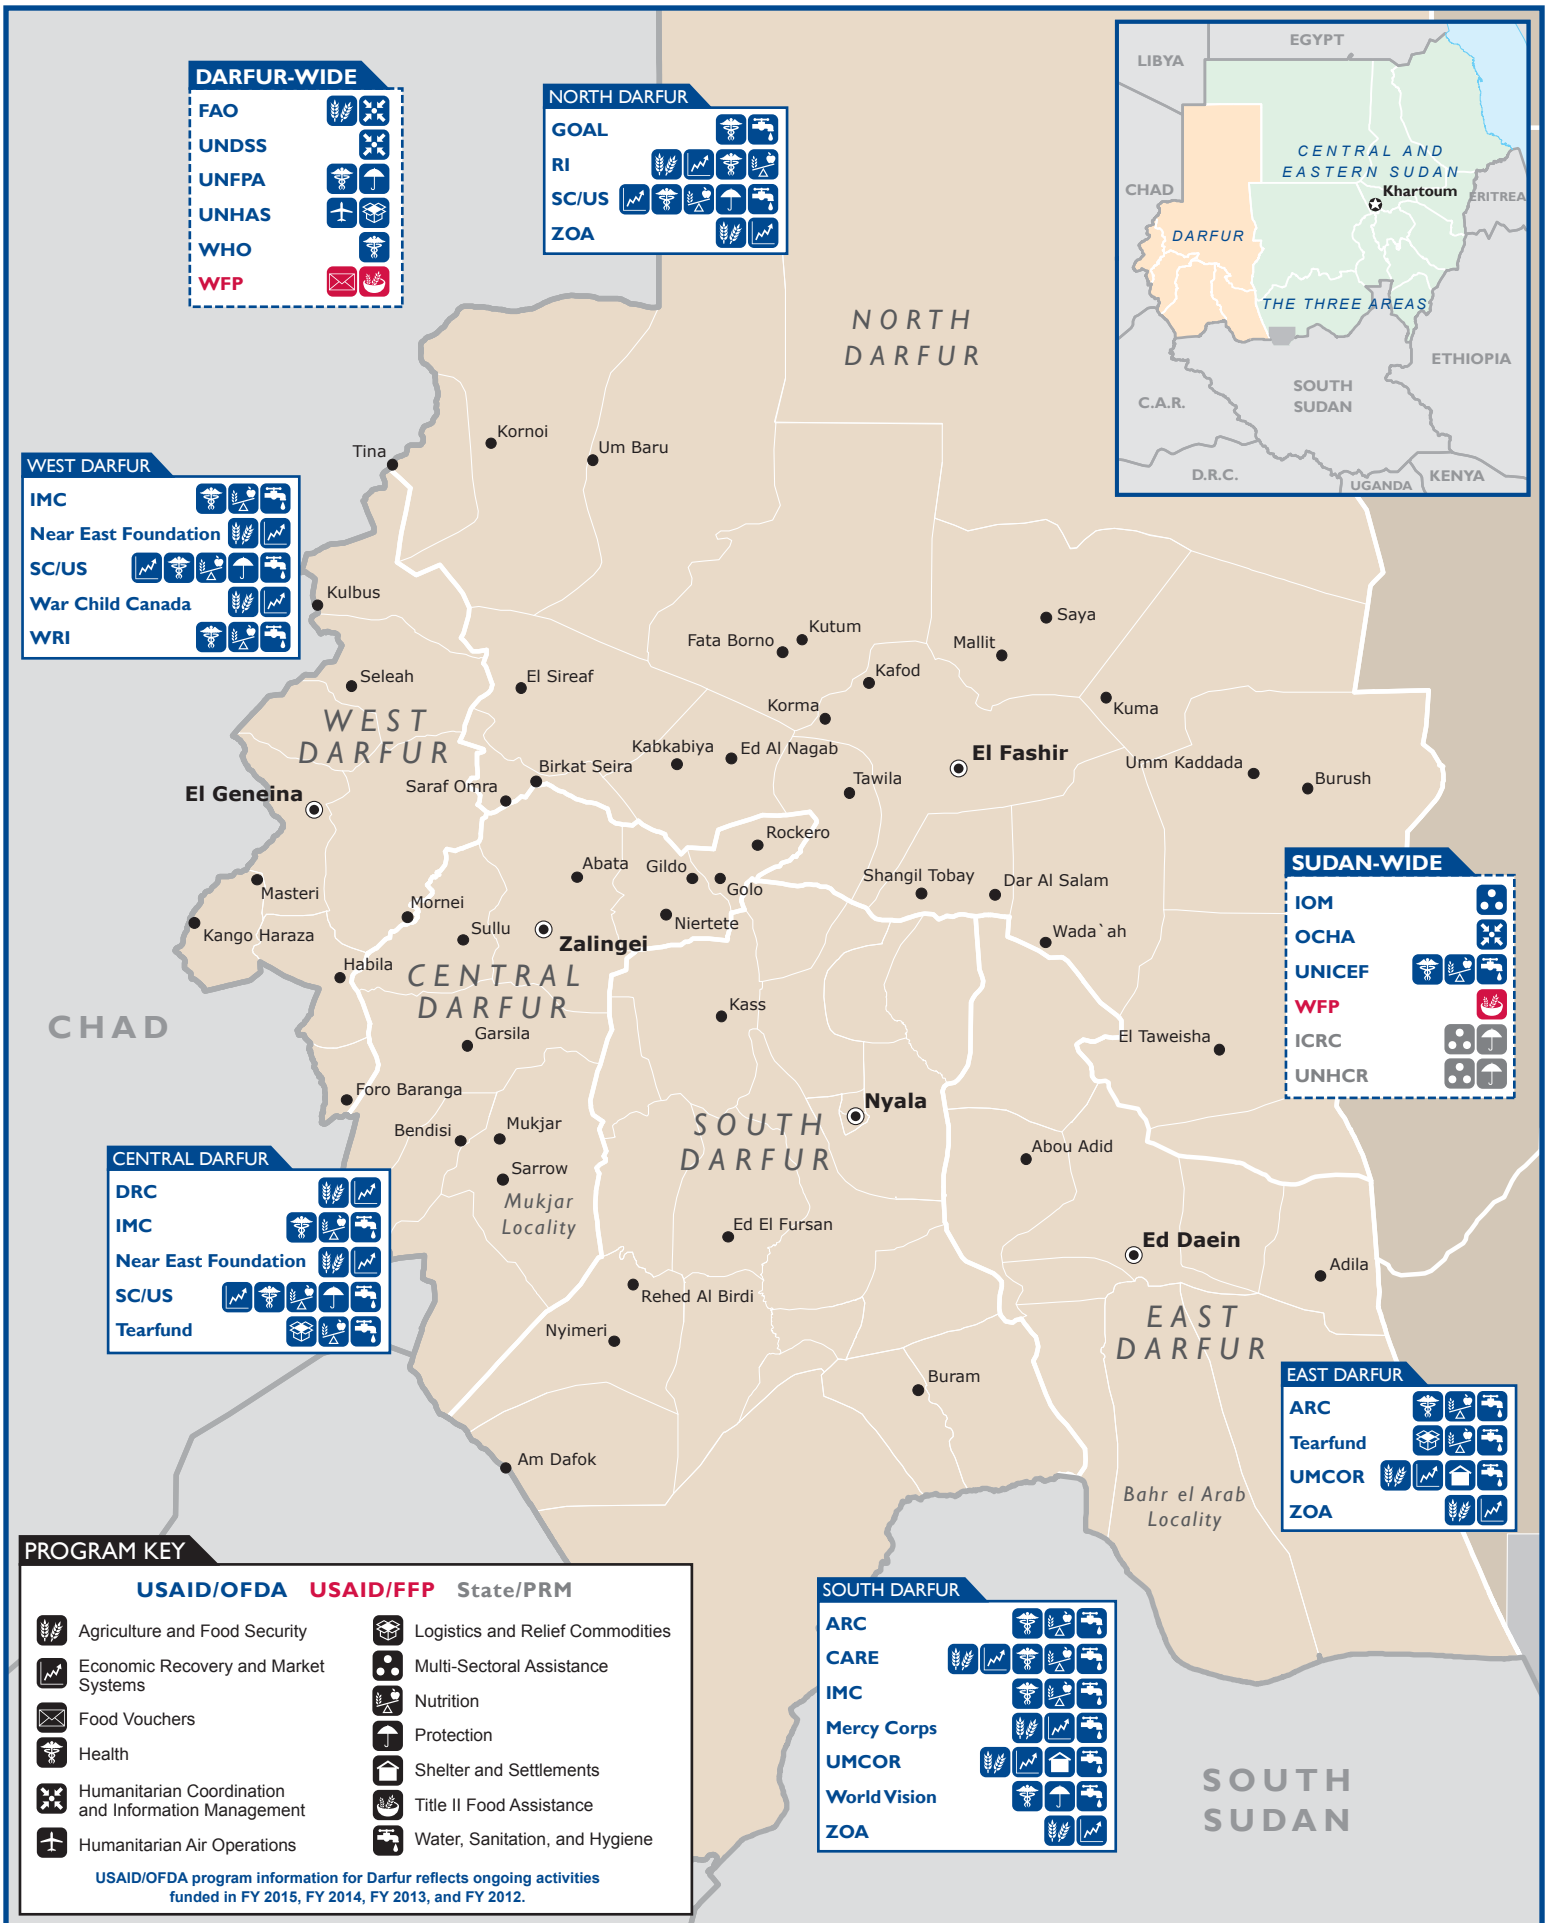 DARFUR-WIDE
FAO
UNDSS
UNFPA
UNHAS
WHO
WFP
NORTH DARFUR
GOAL
RI
SC/US
ZOA
EGYPT
LIBYA
CENTRAL AND
EASTERN SUDAN
Khartoum
CHAD
ERITREA
DARFUR
THE THREE AREAS
ETHIOPIA
SOUTH
SUDAN
C.A.R.
D.R.C.
UGANDA
KENYA
NORTH
DARFUR
Kornoi
Um Baru
Tina
WEST DARFUR
IMC
Near East Foundation
SC/US
War Child Canada
WRI
Kulbus
Saya
Kutum
Fata Borno
Mallit
Kafod
Seleah
El Sireaf
Korma
Kuma
WEST
DARFUR
Kabkabiya
Ed Al Nagab
El Fashir
Birkat Seira
Umm Kaddada
Burush
Saraf Omra
Tawila
El Geneina
Rockero
Abata
Gildo
Golo
Shangil Tobay
Dar Al Salam
Masteri
Mornei
Niertete
Sullu
Wada`ah
Kango Haraza
Zalingei
Habila
CENTRAL
DARFUR
SUDAN-WIDE
IOM
OCHA
UNICEF
WFP
ICRC
UNHCR
Kass
CHAD
Garsila
El Taweisha
Foro Baranga
Nyala
Mukjar
Bendisi
SOUTH
DARFUR
Abou Adid
Sarrow
Mukjar
Locality
CENTRAL DARFUR
DRC
IMC
Near East Foundation
SC/US
Tearfund
Ed El Fursan
Ed Daein
Adila
Rehed Al Birdi
Nyimeri
EAST
DARFUR
Buram
EAST DARFUR
ARC
Tearfund
UMCOR
ZOA
Am Dafok
Bahr el Arab
Locality
PROGRAM KEY
USAID/OFDA USAID/FFP State/PRM
Agriculture and Food Security
Economic Recovery and Market
Systems
Food Vouchers
Health
Humanitarian Coordination
and Information Management
Humanitarian Air Operations
Logistics and Relief Commodities
Multi-Sectoral Assistance
Nutrition
Protection
Shelter and Settlements
Title II Food Assistance
Water, Sanitation, and Hygiene
USAID/OFDA program information for Darfur reflects ongoing activities
funded in FY 2015, FY 2014, FY 2013, and FY 2012.
SOUTH DARFUR
ARC
CARE
IMC
Mercy Corps
UMCOR
World Vision
ZOA
SOUTH
SUDAN